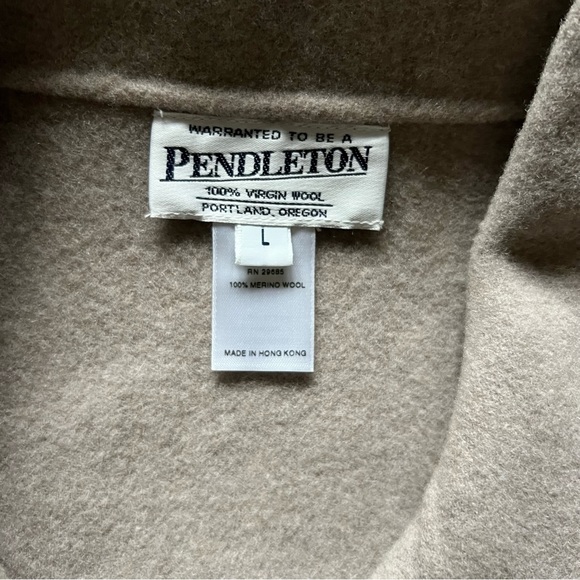 WARRANTED TO BE A
PENDLETON
100% VIRGIN WOOL
PORTLAND, OREGON
L
RN 29685
100% MERINO WOOL
MADE IN HONG KONG